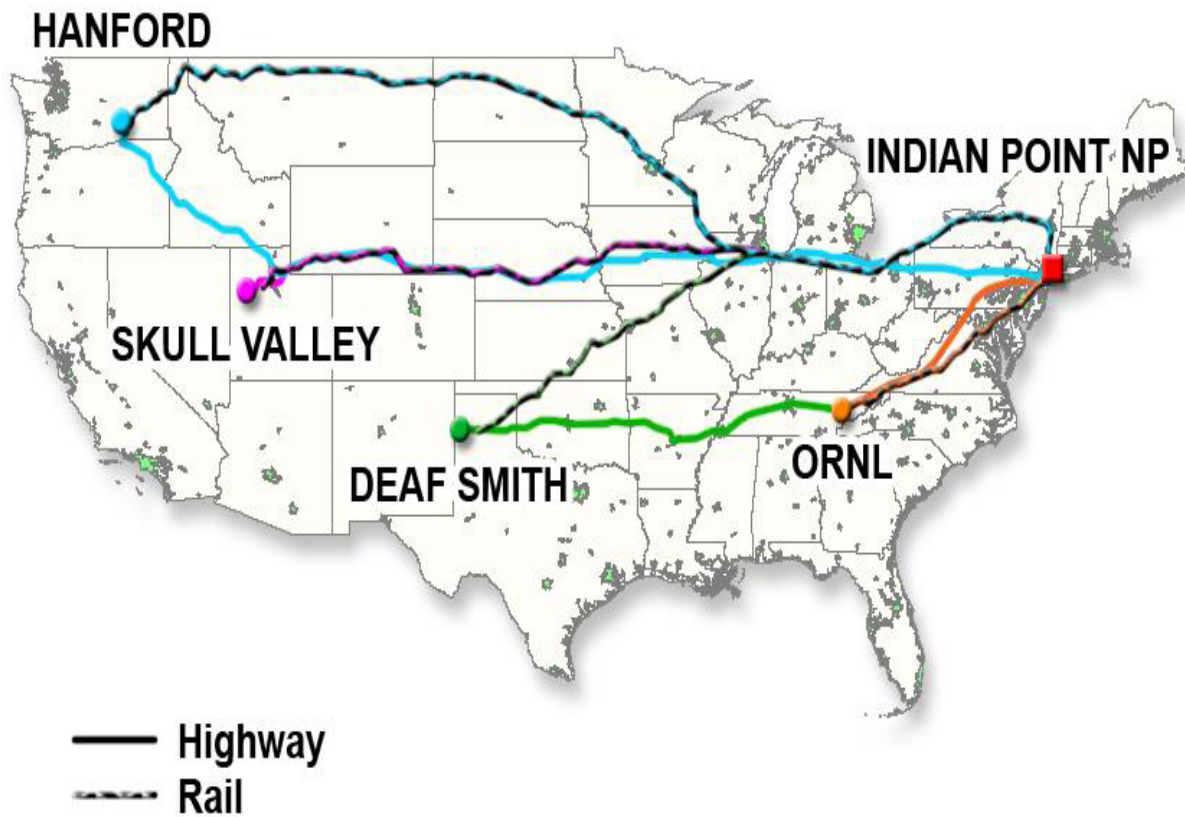 HANFORD
INDIAN POINT NP
SKULL VALLEY
DEAF SMITH
ORNL
Highway
Rail